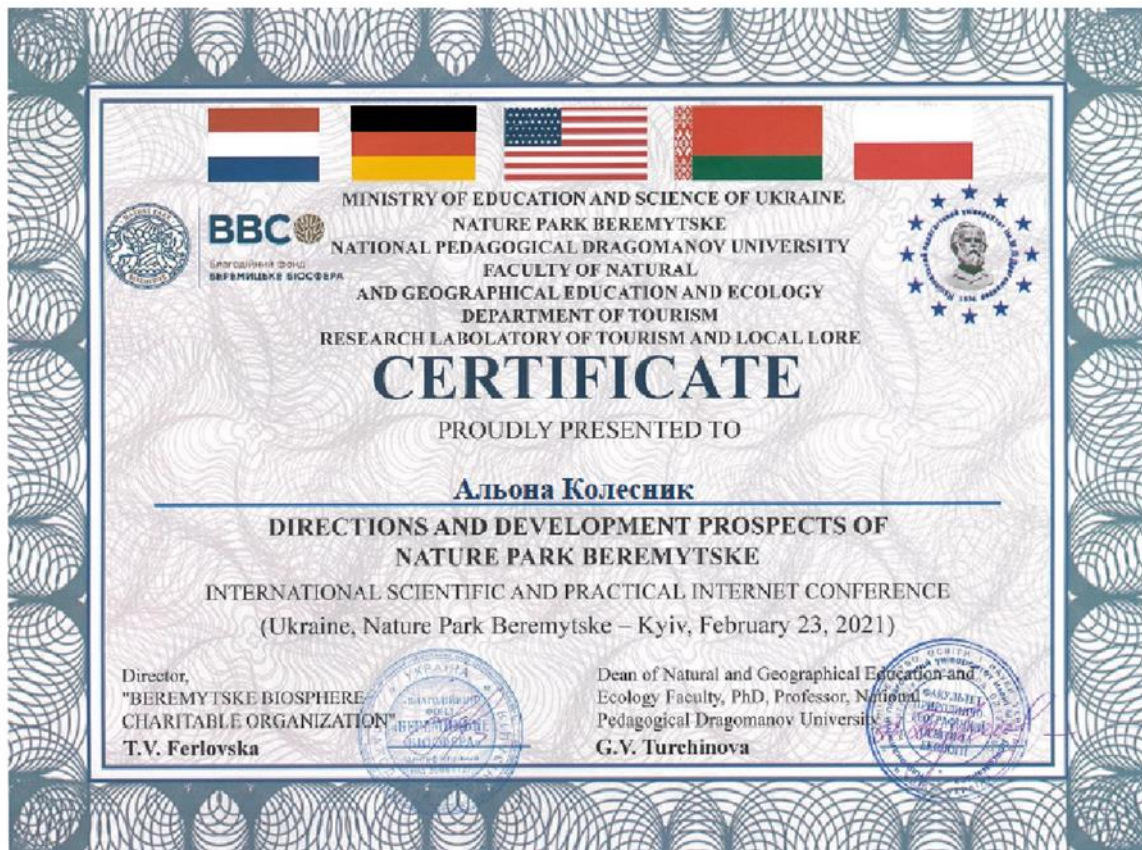 MINISTRY OF EDUCATION AND SCIENCE OF UKRAINE
NATURE PARK BEREMYTSKE
NATIONAL PEDAGOGICAL DRAGOMANOV UNIVERSITY
FACULTY OF NATURAL
AND GEOGRAPHICAL EDUCATION AND ECOLOGY
DEPARTMENT OF TOURISM
RESEARCH LABOLATORY OF TOURISM AND LOCAL LORE
BBC
Благодійний фонд
БЕРЕМИЦЬКЕ БІОСФЕРА
CERTIFICATE
PROUDLY PRESENTED TO
Альона Колесник
DIRECTIONS AND DEVELOPMENT PROSPECTS OF
NATURE PARK BEREMYTSKE
INTERNATIONAL SCIENTIFIC AND PRACTICAL INTERNET CONFERENCE
(Ukraine, Nature Park Beremytske – Kyiv, February 23, 2021)
Director,
"BEREMYTSKE BIOSPHERE
CHARITABLE ORGANIZATION"
T.V. Ferlovska
Dean of Natural and Geographical Education and
Ecology Faculty, PhD, Professor, National
Pedagogical Dragomanov University
G.V. Turchinova